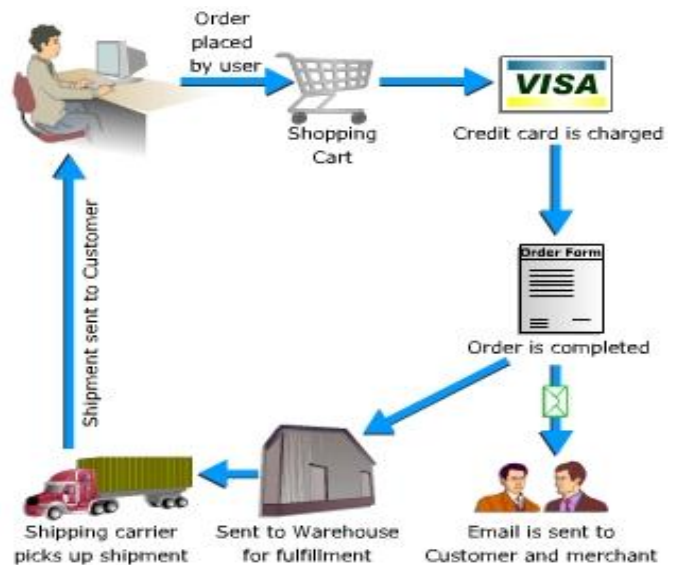 Order
placed
by user
Shopping
Cart
VISA
Credit card is charged
Order Form
Order is completed
Shipment sent to Customer
Shipping carrier
picks up shipment
Sent to Warehouse
for fulfillment
Email is sent to
Customer and merchant